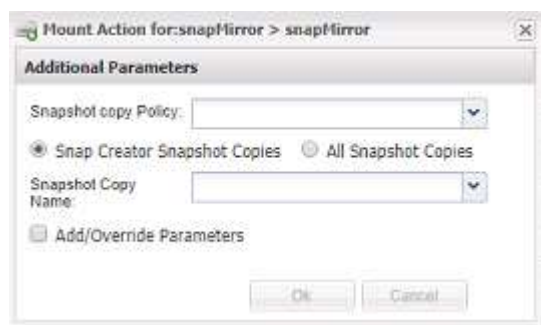 Mount Action for:snapMirror > snapMirror
Additional Parameters
Snapshot copy Policy:
Snap Creator Snapshot Copies All Snapshot Copies
Snapshot Copy
Name:
Add/Override Parameters
Ok Cancel